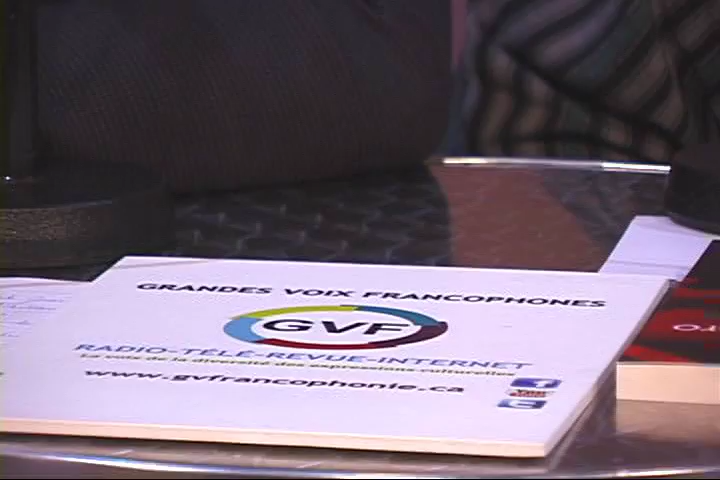 GRANDES VOIX FRANCOPHONES
GVF
RADIO-TÉLÉ-REVUE-INTERNET
La voix de la diversité des expressions culturelles
www.gvfrancophonie.ca
f
You
t